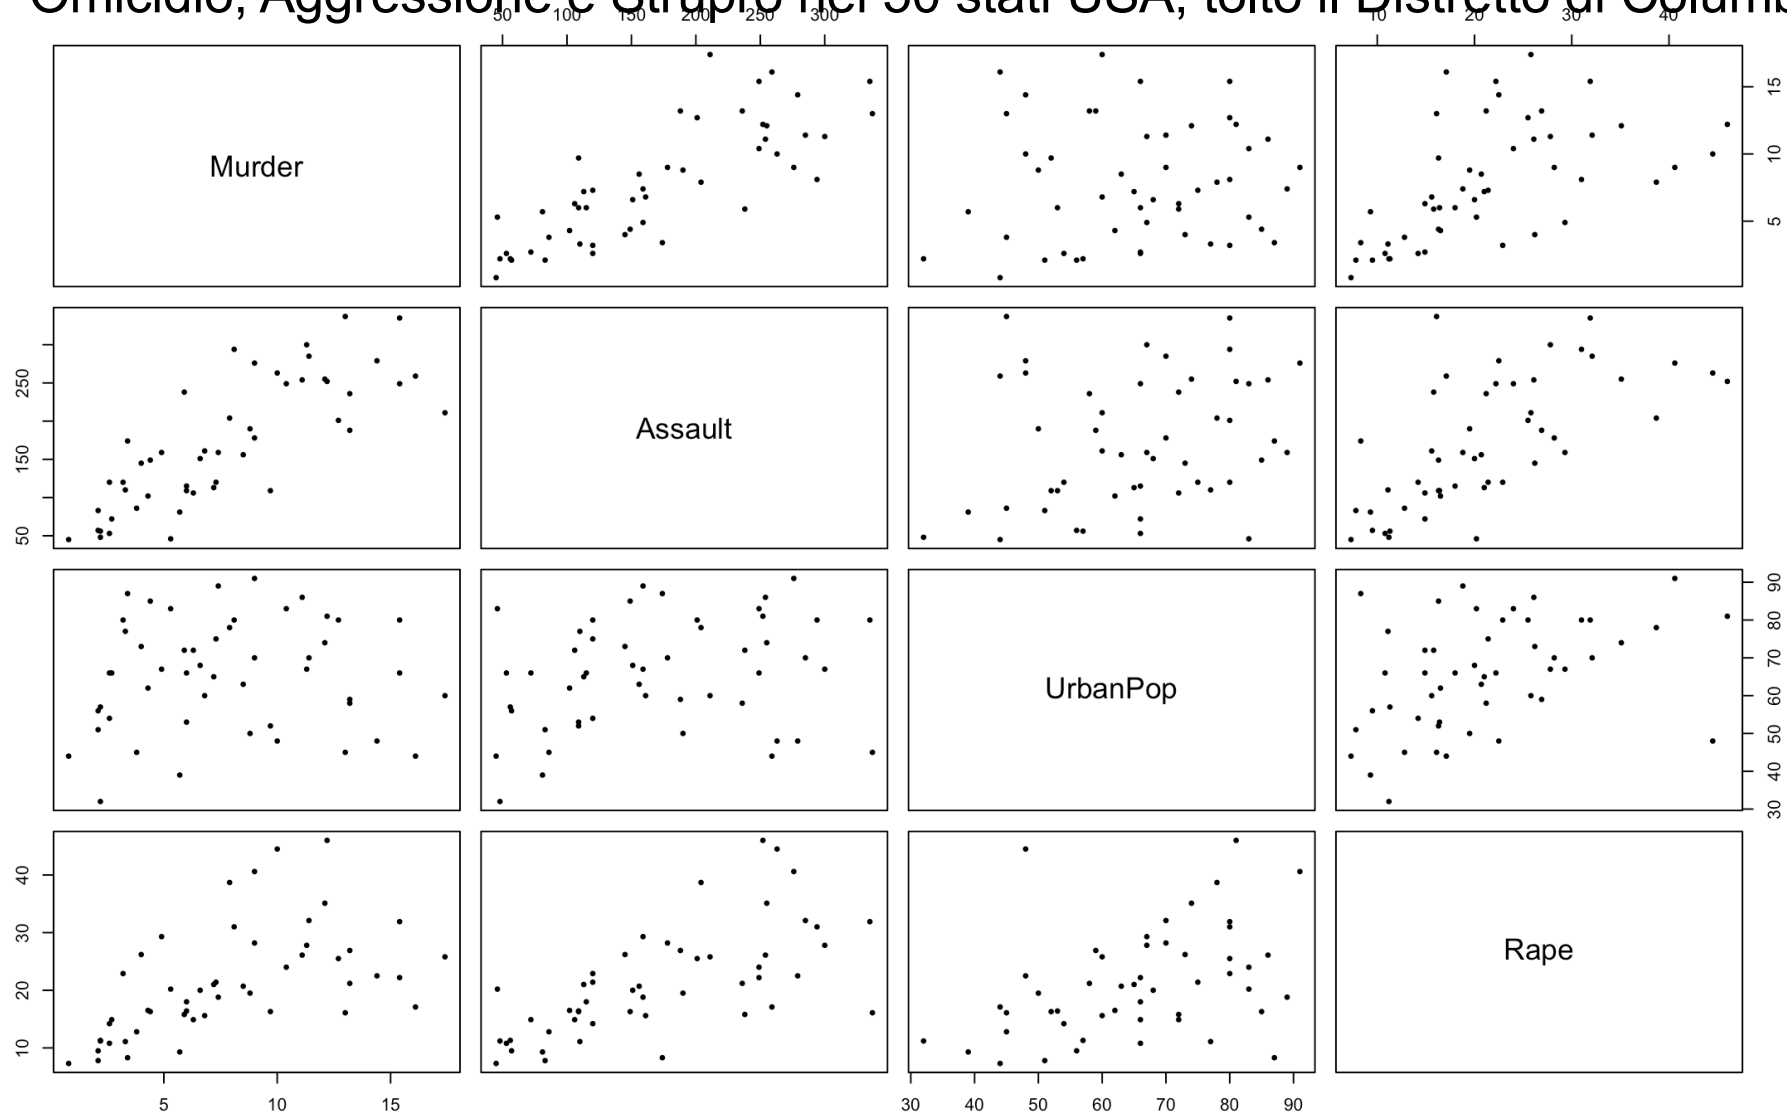 Omicidio, Aggressione e Stupro nei 50 stati USA, tolto il Distretto di Columb
50 100 150 200 250 300
10 20 30 40
Murder
5 10 15
50 150 250
Assault
UrbanPop
30 40 50 60 70 80 90
10 20 30 40
Rape
5 10 15
30 40 50 60 70 80 90